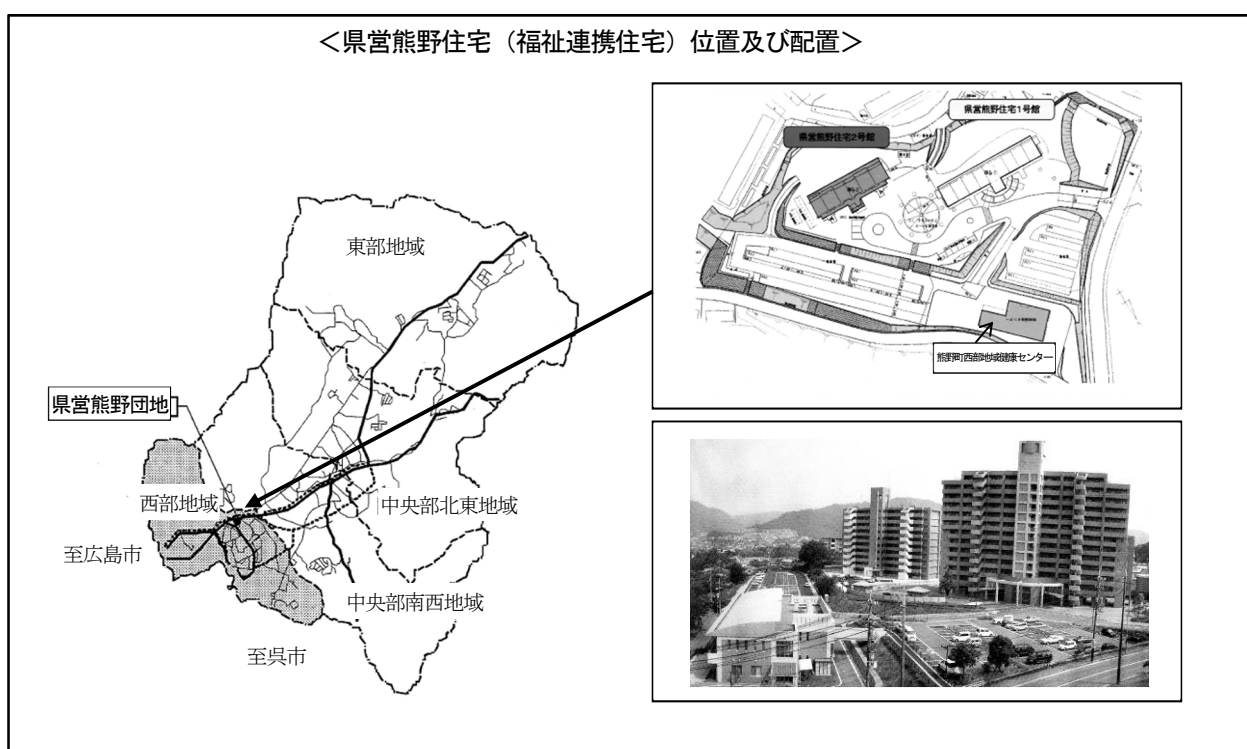 ＜県営熊野住宅（福祉連携住宅）位置及び配置＞
県営熊野住宅1号館
県営熊野住宅2号館
熊野町西部地域健康センター
東部地域
県営熊野団地
西部地域
中央部北東地域
至広島市
中央部南西地域
至呉市